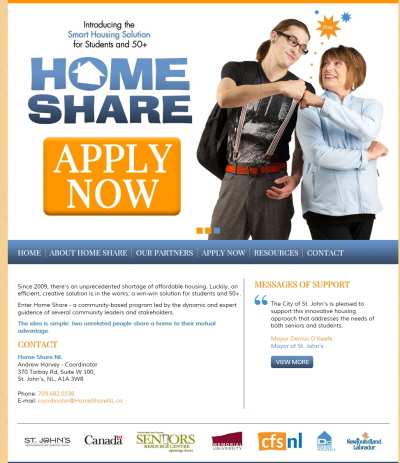 Introducing the
Smart Housing Solution
for Students and 50+
HOME
SHARE
APPLY
NOW
HOME
ABOUT HOME SHARE
OUR PARTNERS
APPLY NOW
RESOURCES
CONTACT
Since 2009, there's an unprecedented shortage of affordable housing. Luckily, an
efficient, creative solution is in the works; a win-win solution for students and 50+.
Enter Home Share - a community-based program led by the dynamic and expert
guidance of several community leaders and stakeholders.
The idea is simple: two unrelated people share a home to their mutual
advantage.
CONTACT
Home Share NL
Andrew Harvey - Coordinator
370 Torbay Rd, Suite W 100,
St. John's, NL, A1A 3W8
Phone: 709.682.0336
E-mail: coordinator@HomeShareNL.ca
MESSAGES OF SUPPORT
“ The City of St. John's is pleased to
support this innovative housing
approach that addresses the needs of
both seniors and students.
Mayor Dennis O'Keefe
Mayor of St. John's
VIEW MORE
ST. JOHN'S
Canada
SENIORS
RESOURCE CENTRE
MEMORIAL
UNIVERSITY
cfsnl
Newfoundland
Labrador